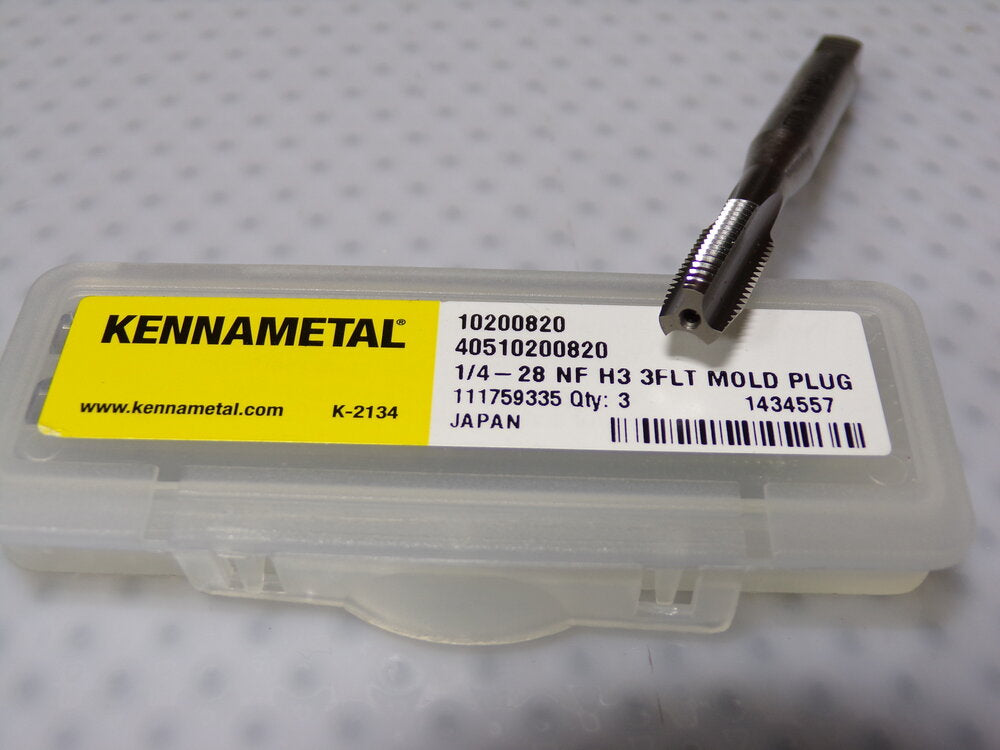 KENNAMETAL®
www.kennametal.com K-2134
10200820
40510200820
1/4-28 NF H3 3FLT MOLD PLUG
111759335 Qty: 3 1434557
JAPAN